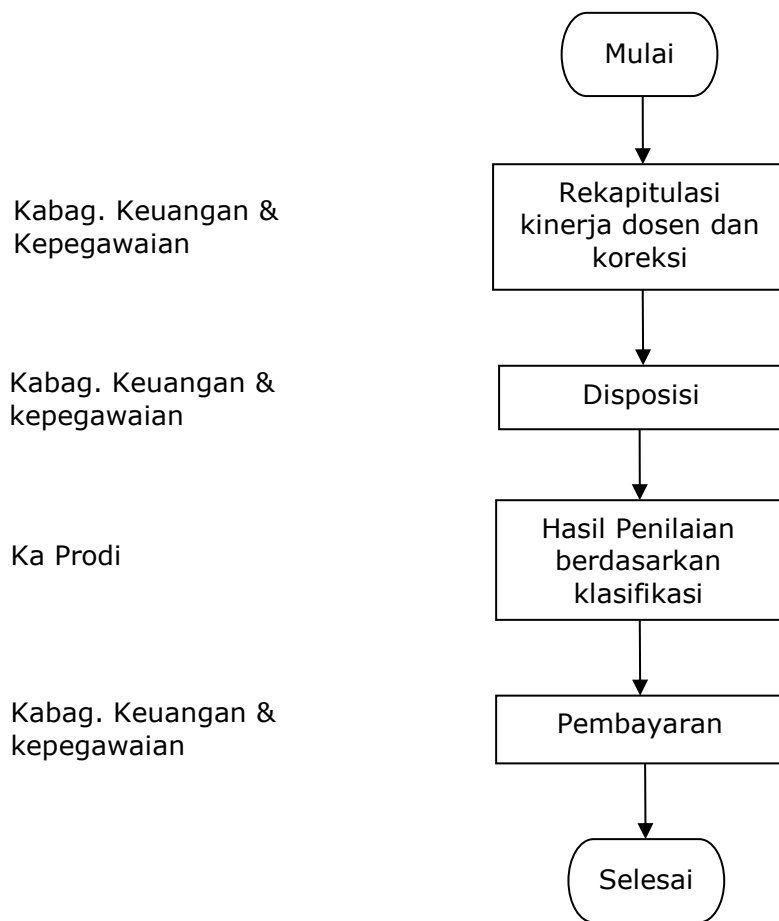 Mulai
Kabag. Keuangan &
Kepegawaian
Rekapitulasi
kinerja dosen dan
koreksi
Kabag. Keuangan &
kepegawaian
Disposisi
Ka Prodi
Hasil Penilaian
berdasarkan
klasifikasi
Kabag. Keuangan &
kepegawaian
Pembayaran
Selesai